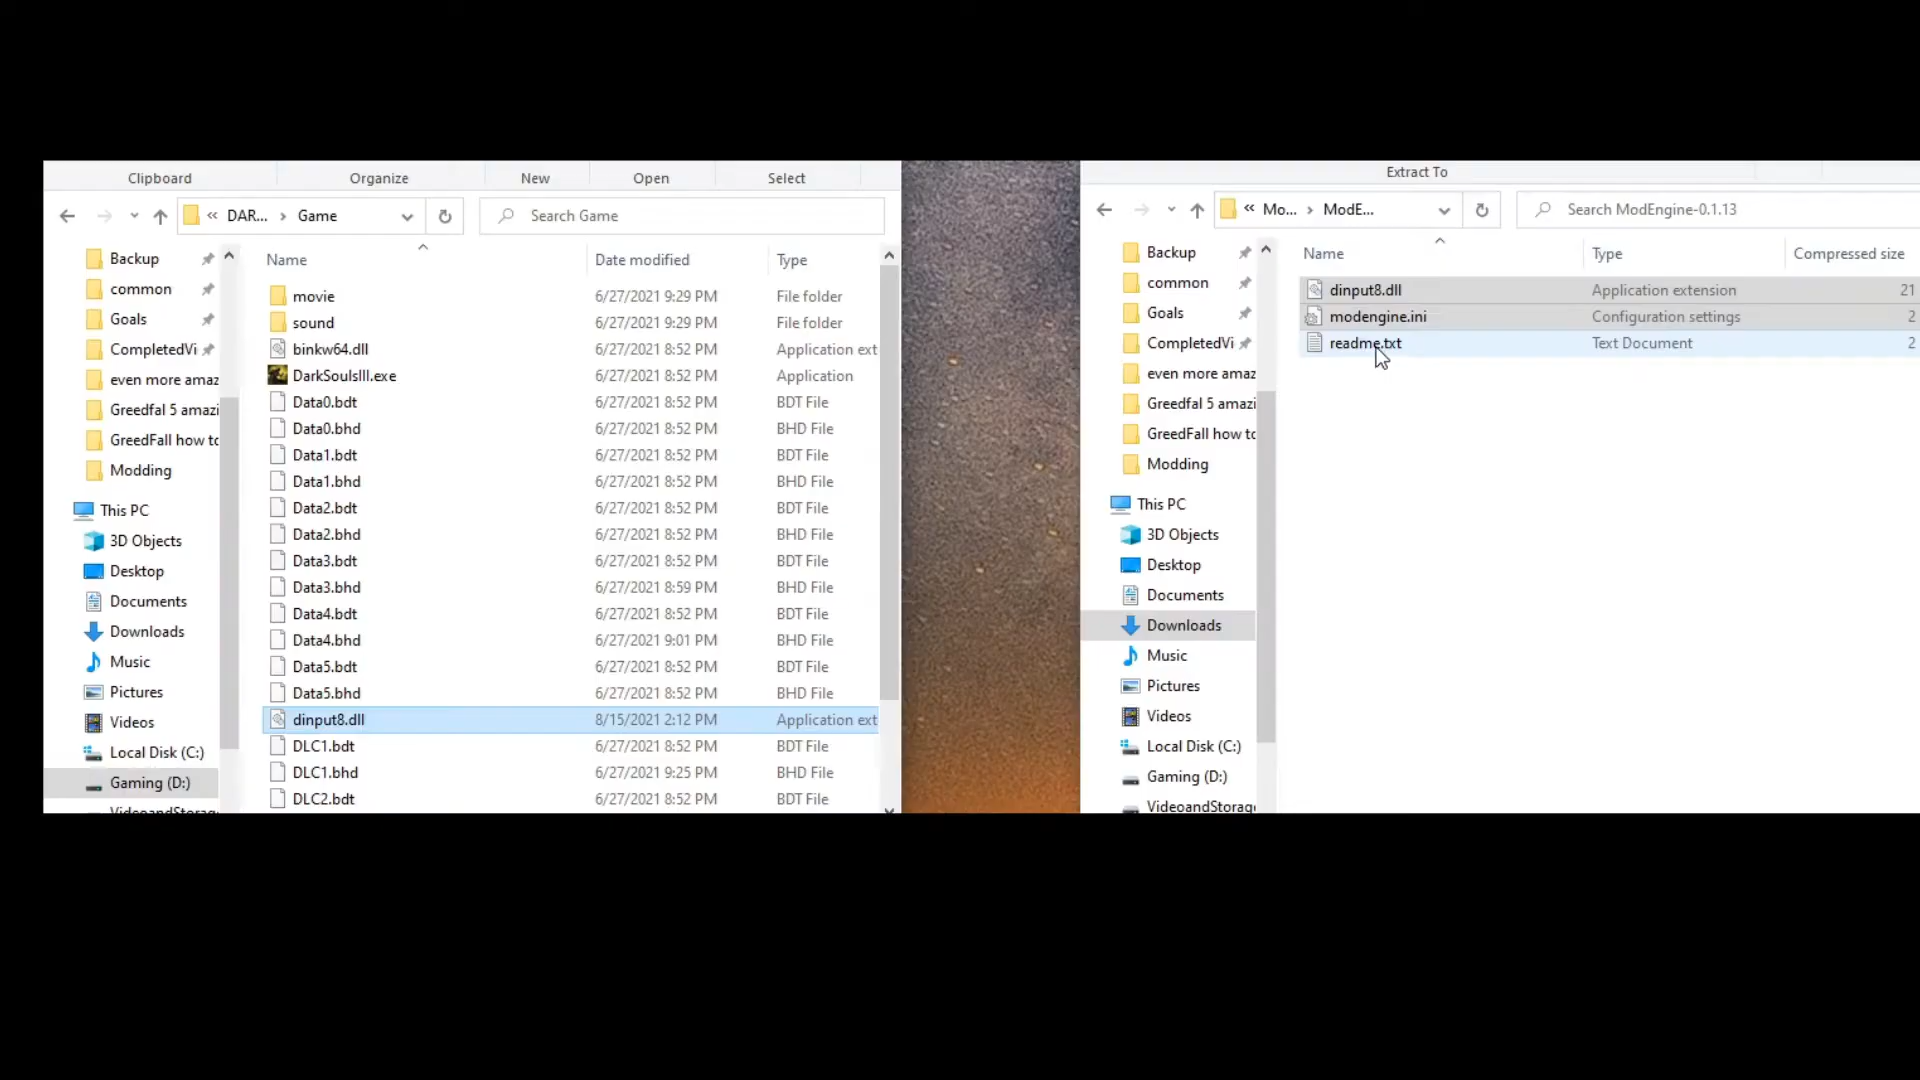 Clipboard Organize New Open Select
« DAR... › Game
Search Game
Backup
common
Goals
CompletedVi
even more amaz
Greedfal 5 amazi
GreedFall how to
Modding
This PC
3D Objects
Desktop
Documents
Downloads
Music
Pictures
Videos
Local Disk (C:)
Gaming (D:)
VideoandStorage
Name Date modified Type
movie 6/27/2021 9:29 PM File folder
sound 6/27/2021 9:29 PM File folder
binkw64.dll 6/27/2021 8:52 PM Application ext
DarkSoulsIII.exe 6/27/2021 8:52 PM Application
Data0.bdt 6/27/2021 8:52 PM BDT File
Data0.bhd 6/27/2021 8:52 PM BHD File
Data1.bdt 6/27/2021 8:52 PM BDT File
Data1.bhd 6/27/2021 8:52 PM BHD File
Data2.bdt 6/27/2021 8:52 PM BDT File
Data2.bhd 6/27/2021 8:52 PM BHD File
Data3.bdt 6/27/2021 8:52 PM BDT File
Data3.bhd 6/27/2021 8:59 PM BHD File
Data4.bdt 6/27/2021 8:52 PM BDT File
Data4.bhd 6/27/2021 9:01 PM BHD File
Data5.bdt 6/27/2021 8:52 PM BDT File
Data5.bhd 6/27/2021 8:52 PM BHD File
dinput8.dll 8/15/2021 2:12 PM Application ext
DLC1.bdt 6/27/2021 8:52 PM BDT File
DLC1.bhd 6/27/2021 9:25 PM BHD File
DLC2.bdt 6/27/2021 8:52 PM BDT File
Extract To
« Mo... › ModE...
Search ModEngine-0.1.13
Backup
common
Goals
CompletedVi
even more amaz
Greedfal 5 amazi
GreedFall how to
Modding
This PC
3D Objects
Desktop
Documents
Downloads
Music
Pictures
Videos
Local Disk (C:)
Gaming (D:)
VideoandStorage
Name Type Compressed size
dinput8.dll Application extension 21
modengine.ini Configuration settings 2
readme.txt Text Document 2